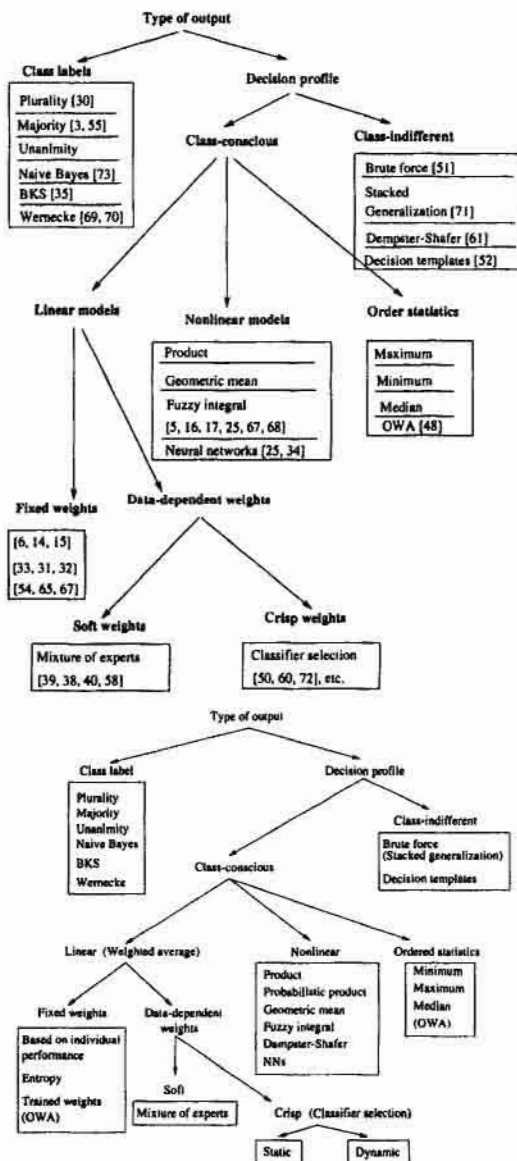 Type of output
Class labels
Decision profile
Plurality [30]
Majority [3, 55]
Unanimity
Naive Bayes [73]
BKS [35]
Wernecke [69, 70]
Class-conscious
Class-indifferent
Brute force [51]
Stacked
Generalization [71]
Dempster-Shafer [61]
Decision templates [52]
Linear models
Nonlinear models
Order statistics
Product
Geometric mean
Fuzzy integral
[5, 16, 17, 25, 67, 68]
Neural networks [25, 34]
Maximum
Minimum
Median
OWA [48]
Fixed weights
Data-dependent weights
[6, 14, 15]
[33, 31, 32]
[54, 65, 67]
Soft weights
Crisp weights
Mixture of experts
[39, 38, 40, 58]
Classifier selection
[50, 60, 72], etc.
Type of output
Class label
Decision profile
Plurality
Majority
Unanimity
Naive Bayes
BKS
Wernecke
Class-indifferent
Brute force
(Stacked generalization)
Decision templates
Class-conscious
Linear (Weighted average)
Nonlinear
Ordered statistics
Product
Probabilistic product
Geometric mean
Fuzzy integral
Dampster-Shafer
NNs
Minimum
Maximum
Median
(OWA)
Fixed weights
Data-dependent
weights
Based on individual
performance
Entropy
Trained weights
(OWA)
Soft
Mixture of experts
Crisp (Classifier selection)
Static
Dynamic